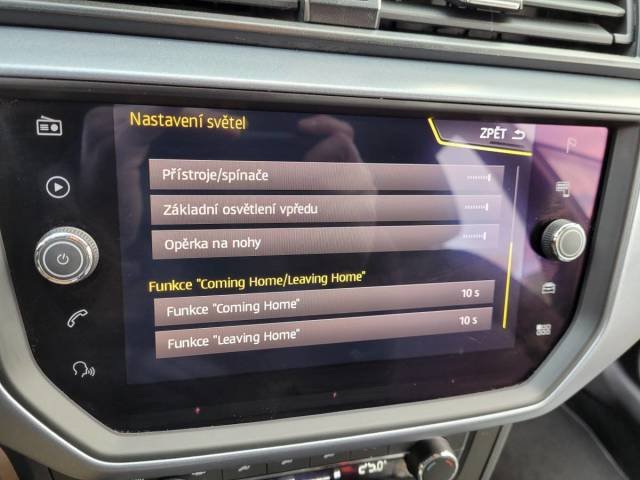 Nastavení světel
ZPĚT
Přístroje/spínače
Základní osvětlení vpředu
Opěrka na nohy
Funkce "Coming Home/Leaving Home"
Funkce "Coming Home" 10 s
Funkce "Leaving Home" 10 s